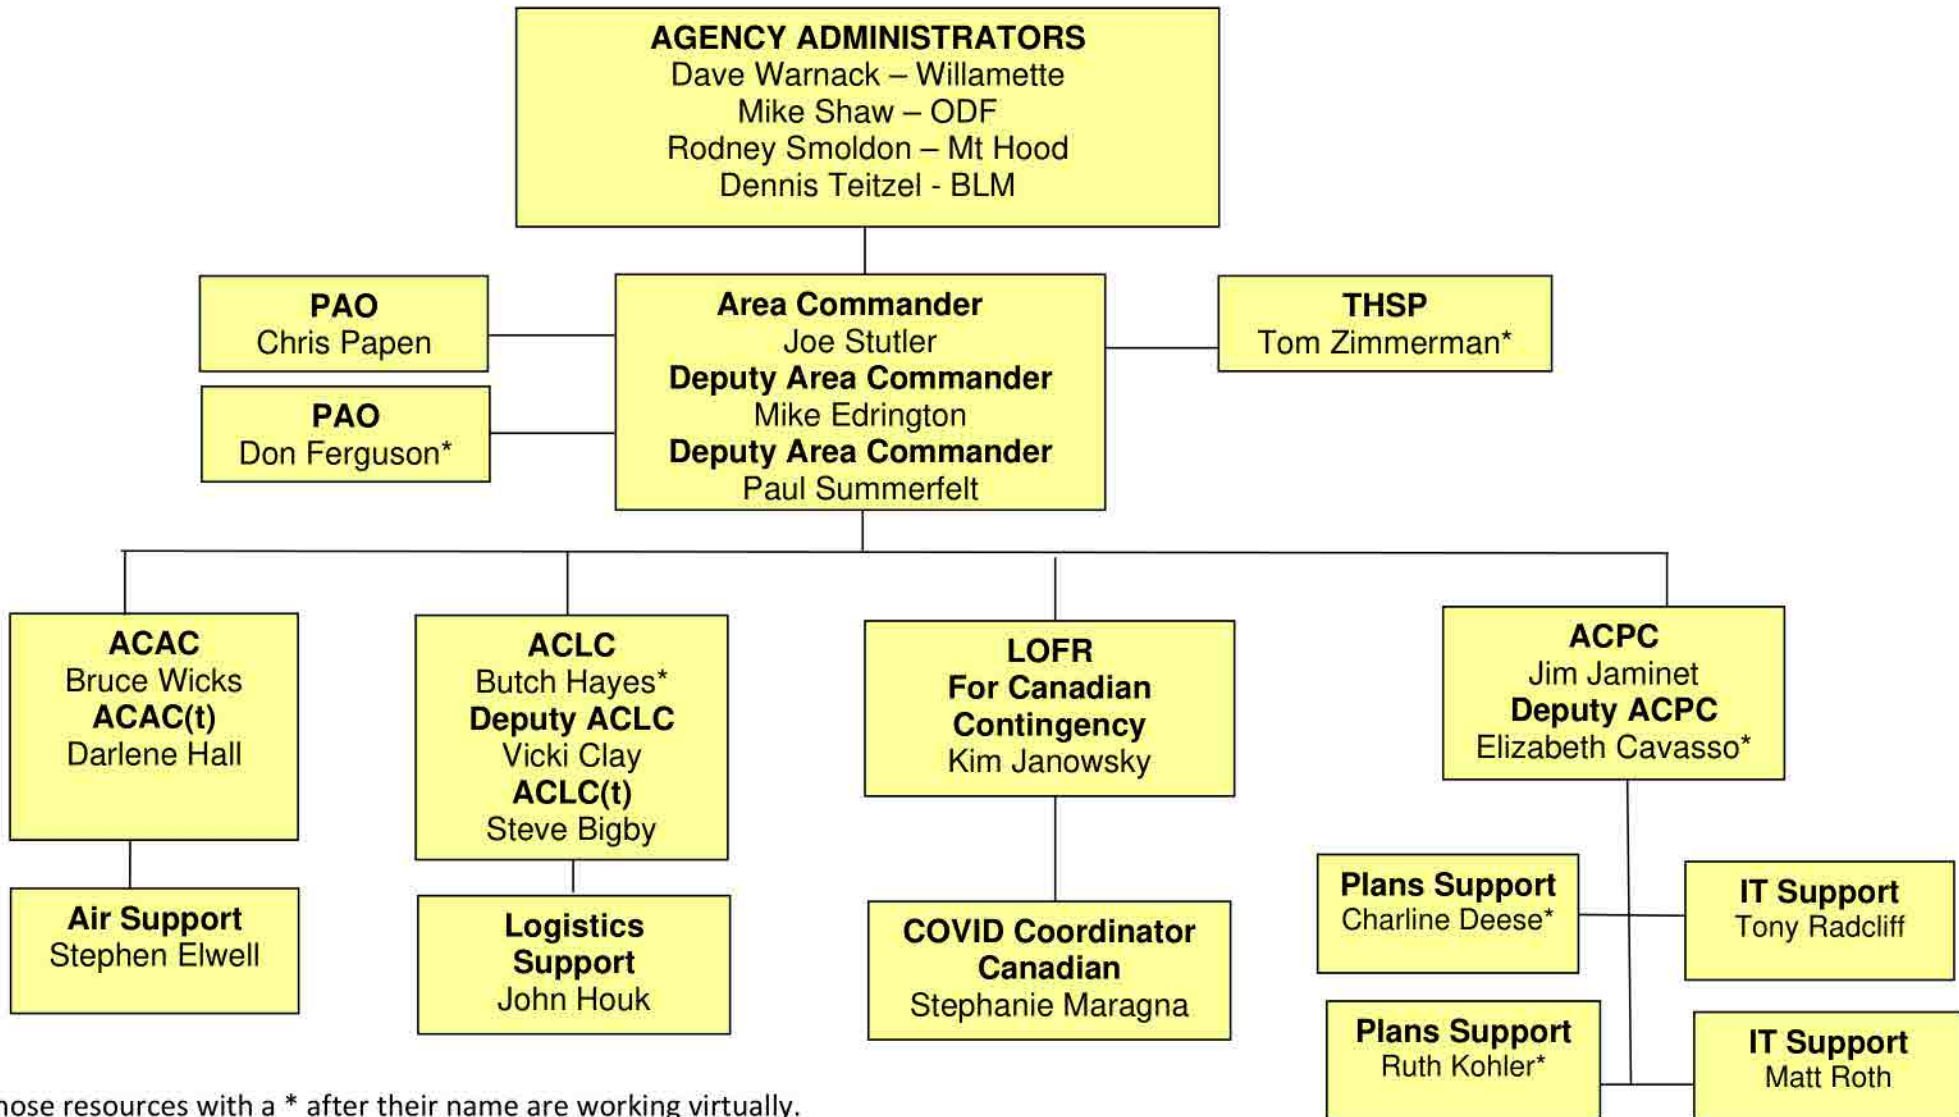 AGENCY ADMINISTRATORS
Dave Warnack – Willamette
Mike Shaw – ODF
Rodney Smoldon – Mt Hood
Dennis Teitzel - BLM
PAO
Chris Papen
PAO
Don Ferguson*
Area Commander
Joe Stutler
Deputy Area Commander
Mike Edrington
Deputy Area Commander
Paul Summerfelt
THSP
Tom Zimmerman*
ACAC
Bruce Wicks
ACAC(t)
Darlene Hall
ACLC
Butch Hayes*
Deputy ACLC
Vicki Clay
ACLC(t)
Steve Bigby
LOFR
For Canadian
Contingency
Kim Janowsky
ACPC
Jim Jaminet
Deputy ACPC
Elizabeth Cavasso*
Air Support
Stephen Elwell
Logistics
Support
John Houk
COVID Coordinator
Canadian
Stephanie Maragna
Plans Support
Charline Deese*
IT Support
Tony Radcliff
Plans Support
Ruth Kohler*
IT Support
Matt Roth
hose resources with a * after their name are working virtually.